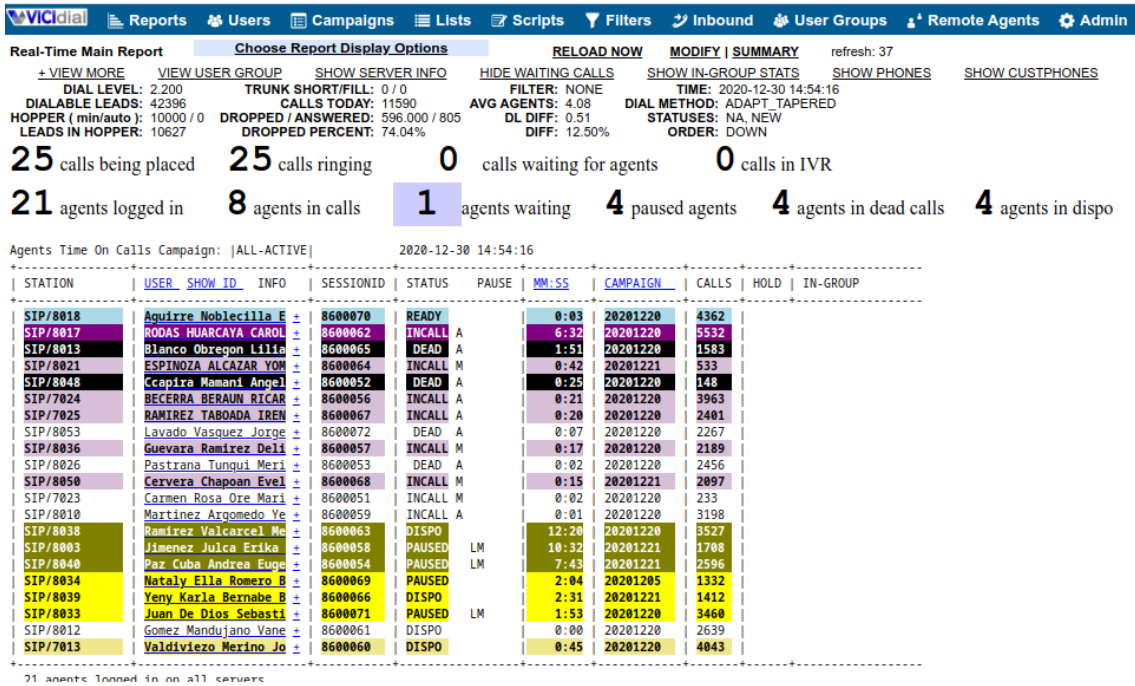 VICIdial Reports Users Campaigns Lists Scripts Filters Inbound User Groups Remote Agents Admin
Real-Time Main Report Choose Report Display Options RELOAD NOW MODIFY | SUMMARY refresh: 37
+ VIEW MORE VIEW USER GROUP SHOW SERVER INFO HIDE WAITING CALLS SHOW IN-GROUP STATS SHOW PHONES SHOW CUSTPHONES
DIAL LEVEL: 2.200 TRUNK SHORT/FILL: 0 / 0 FILTER: NONE TIME: 2020-12-30 14:54:16
DIALABLE LEADS: 42396 CALLS TODAY: 11590 AVG AGENTS: 4.08 DIAL METHOD: ADAPT_TAPERED
HOPPER ( min/auto ): 10000 / 0 DROPPED / ANSWERED: 596.000 / 805 DL DIFF: 0.51 STATUSES: NA, NEW
LEADS IN HOPPER: 10627 DROPPED PERCENT: 74.04% DIFF: 12.50% ORDER: DOWN
25 calls being placed 25 calls ringing 0 calls waiting for agents 0 calls in IVR
21 agents logged in 8 agents in calls 1 agents waiting 4 paused agents 4 agents in dead calls 4 agents in dispo
Agents Time On Calls Campaign: |ALL-ACTIVE| 2020-12-30 14:54:16
| STATION | USER SHOW ID INFO | SESSIONID | STATUS PAUSE | MM:SS | CAMPAIGN | CALLS | HOLD | IN-GROUP
| SIP/8018 | Aguirre Noblecilla E + | 8600070 | READY | 0:03 | 20201220 | 4362 |
| SIP/8017 | RODAS HUARCAYA CAROL + | 8600062 | INCALL A | 6:32 | 20201220 | 5532 |
| SIP/8013 | Blanco Obregon Lilia + | 8600065 | DEAD A | 1:51 | 20201220 | 1583 |
| SIP/8021 | ESPINOZA ALCAZAR YOM + | 8600064 | INCALL M | 0:42 | 20201221 | 533 |
| SIP/8048 | Ccapira Mamani Angel + | 8600052 | DEAD A | 0:25 | 20201220 | 148 |
| SIP/7024 | BECERRA BERAUN RICAR + | 8600056 | INCALL A | 0:21 | 20201220 | 3963 |
| SIP/7025 | RAMIREZ TABOADA IREN + | 8600067 | INCALL A | 0:20 | 20201220 | 2401 |
| SIP/8053 | Lavado Vasquez Jorge + | 8600072 | DEAD A | 0:07 | 20201220 | 2267 |
| SIP/8036 | Guevara Ramirez Deli + | 8600057 | INCALL M | 0:17 | 20201220 | 2189 |
| SIP/8026 | Pastrana Tunqui Meri + | 8600053 | DEAD A | 0:02 | 20201220 | 2456 |
| SIP/8050 | Cervera Chapoan Evel + | 8600068 | INCALL M | 0:15 | 20201221 | 2097 |
| SIP/7023 | Carmen Rosa Ore Mari + | 8600051 | INCALL M | 0:02 | 20201220 | 233 |
| SIP/8010 | Martinez Argomedo Ye + | 8600059 | INCALL A | 0:01 | 20201220 | 3198 |
| SIP/8038 | Ramirez Valcarcel Me + | 8600063 | DISPO | 12:20 | 20201220 | 3527 |
| SIP/8003 | Jimenez Julca Erika + | 8600058 | PAUSED LM | 10:32 | 20201221 | 1708 |
| SIP/8040 | Paz Cuba Andrea Euge + | 8600054 | PAUSED LM | 7:43 | 20201221 | 2596 |
| SIP/8034 | Nataly Ella Romero B + | 8600069 | PAUSED | 2:04 | 20201205 | 1332 |
| SIP/8039 | Yeny Karla Bernabe B + | 8600066 | DISPO | 2:31 | 20201221 | 1412 |
| SIP/8033 | Juan De Dios Sebasti + | 8600071 | PAUSED LM | 1:53 | 20201220 | 3460 |
| SIP/8012 | Gomez Mandujano Vane + | 8600061 | DISPO | 0:00 | 20201220 | 2639 |
| SIP/7013 | Valdiviezo Merino Jo + | 8600060 | DISPO | 0:45 | 20201220 | 4043 |
21 agents logged in on all servers